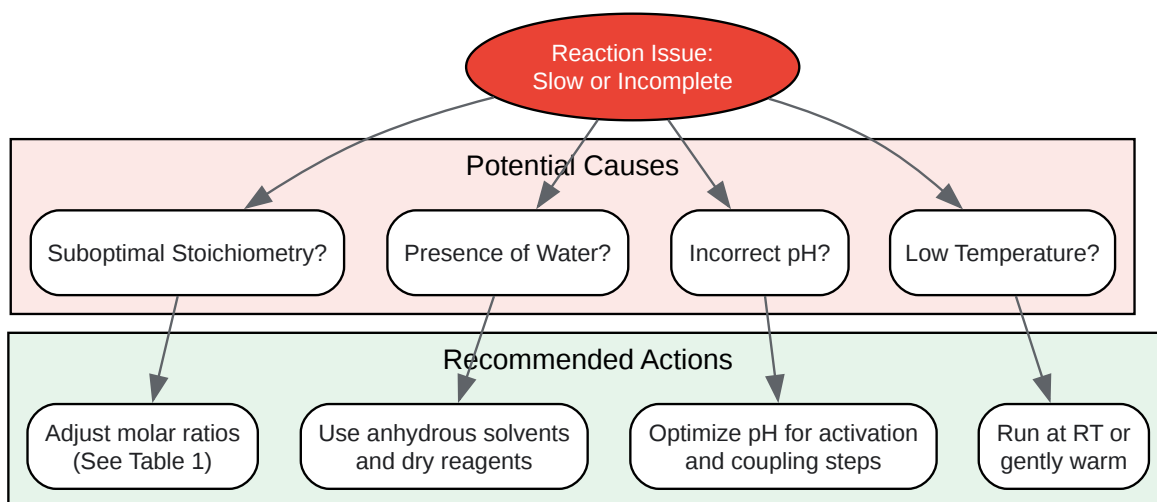 Reaction Issue:
Slow or Incomplete
Potential Causes
Suboptimal Stoichiometry?
Presence of Water?
Incorrect pH?
Low Temperature?
Recommended Actions
Adjust molar ratios
(See Table 1)
Use anhydrous solvents
and dry reagents
Optimize pH for activation
and coupling steps
Run at RT or
gently warm